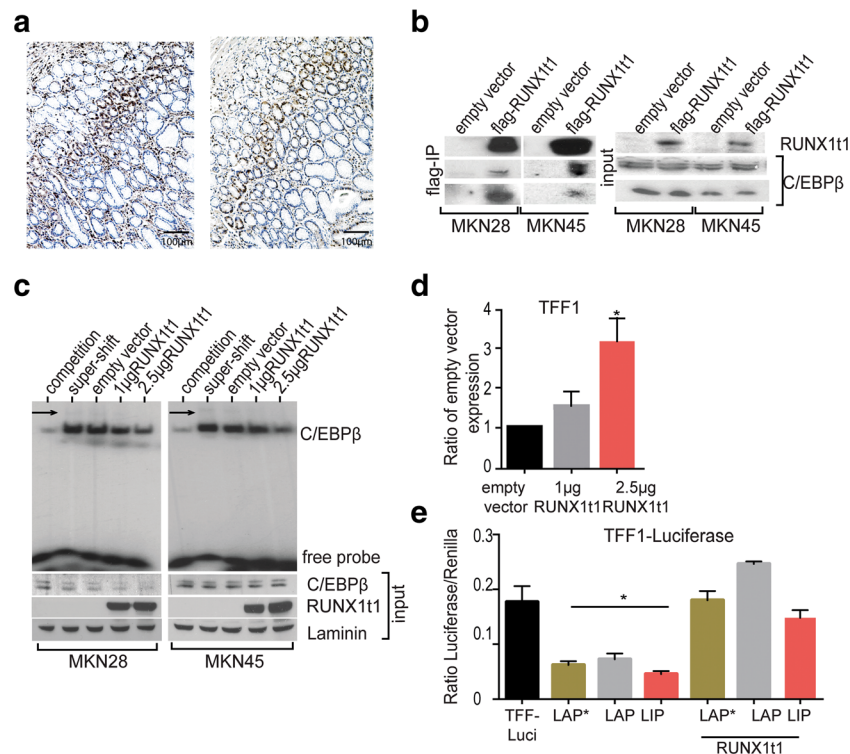 a
100μm
100μm
b
empty vector
flag-RUNX1t1
empty vector
flag-RUNX1t1
empty vector
flag-RUNX1t1
empty vector
flag-RUNX1t1
flag-IP
input
RUNX1t1
C/EBPβ
MKN28
MKN45
MKN28
MKN45
c
competition
super-shift
empty vector
1μgRUNX1t1
2.5μgRUNX1t1
competition
super-shift
empty vector
1μgRUNX1t1
2.5μgRUNX1t1
C/EBPβ
free probe
C/EBPβ
RUNX1t1
Laminin
input
MKN28
MKN45
d
TFF1
Ratio of empty vector
expression
4
3
2
1
0
*
empty
vector
1μg
RUNX1t1
2.5μg
RUNX1t1
e
TFF1-Luciferase
Ratio Luciferase/Renilla
0.3
0.2
0.1
0
*
TFF-
Luci
LAP*
LAP
LIP
LAP*
LAP
LIP
RUNX1t1